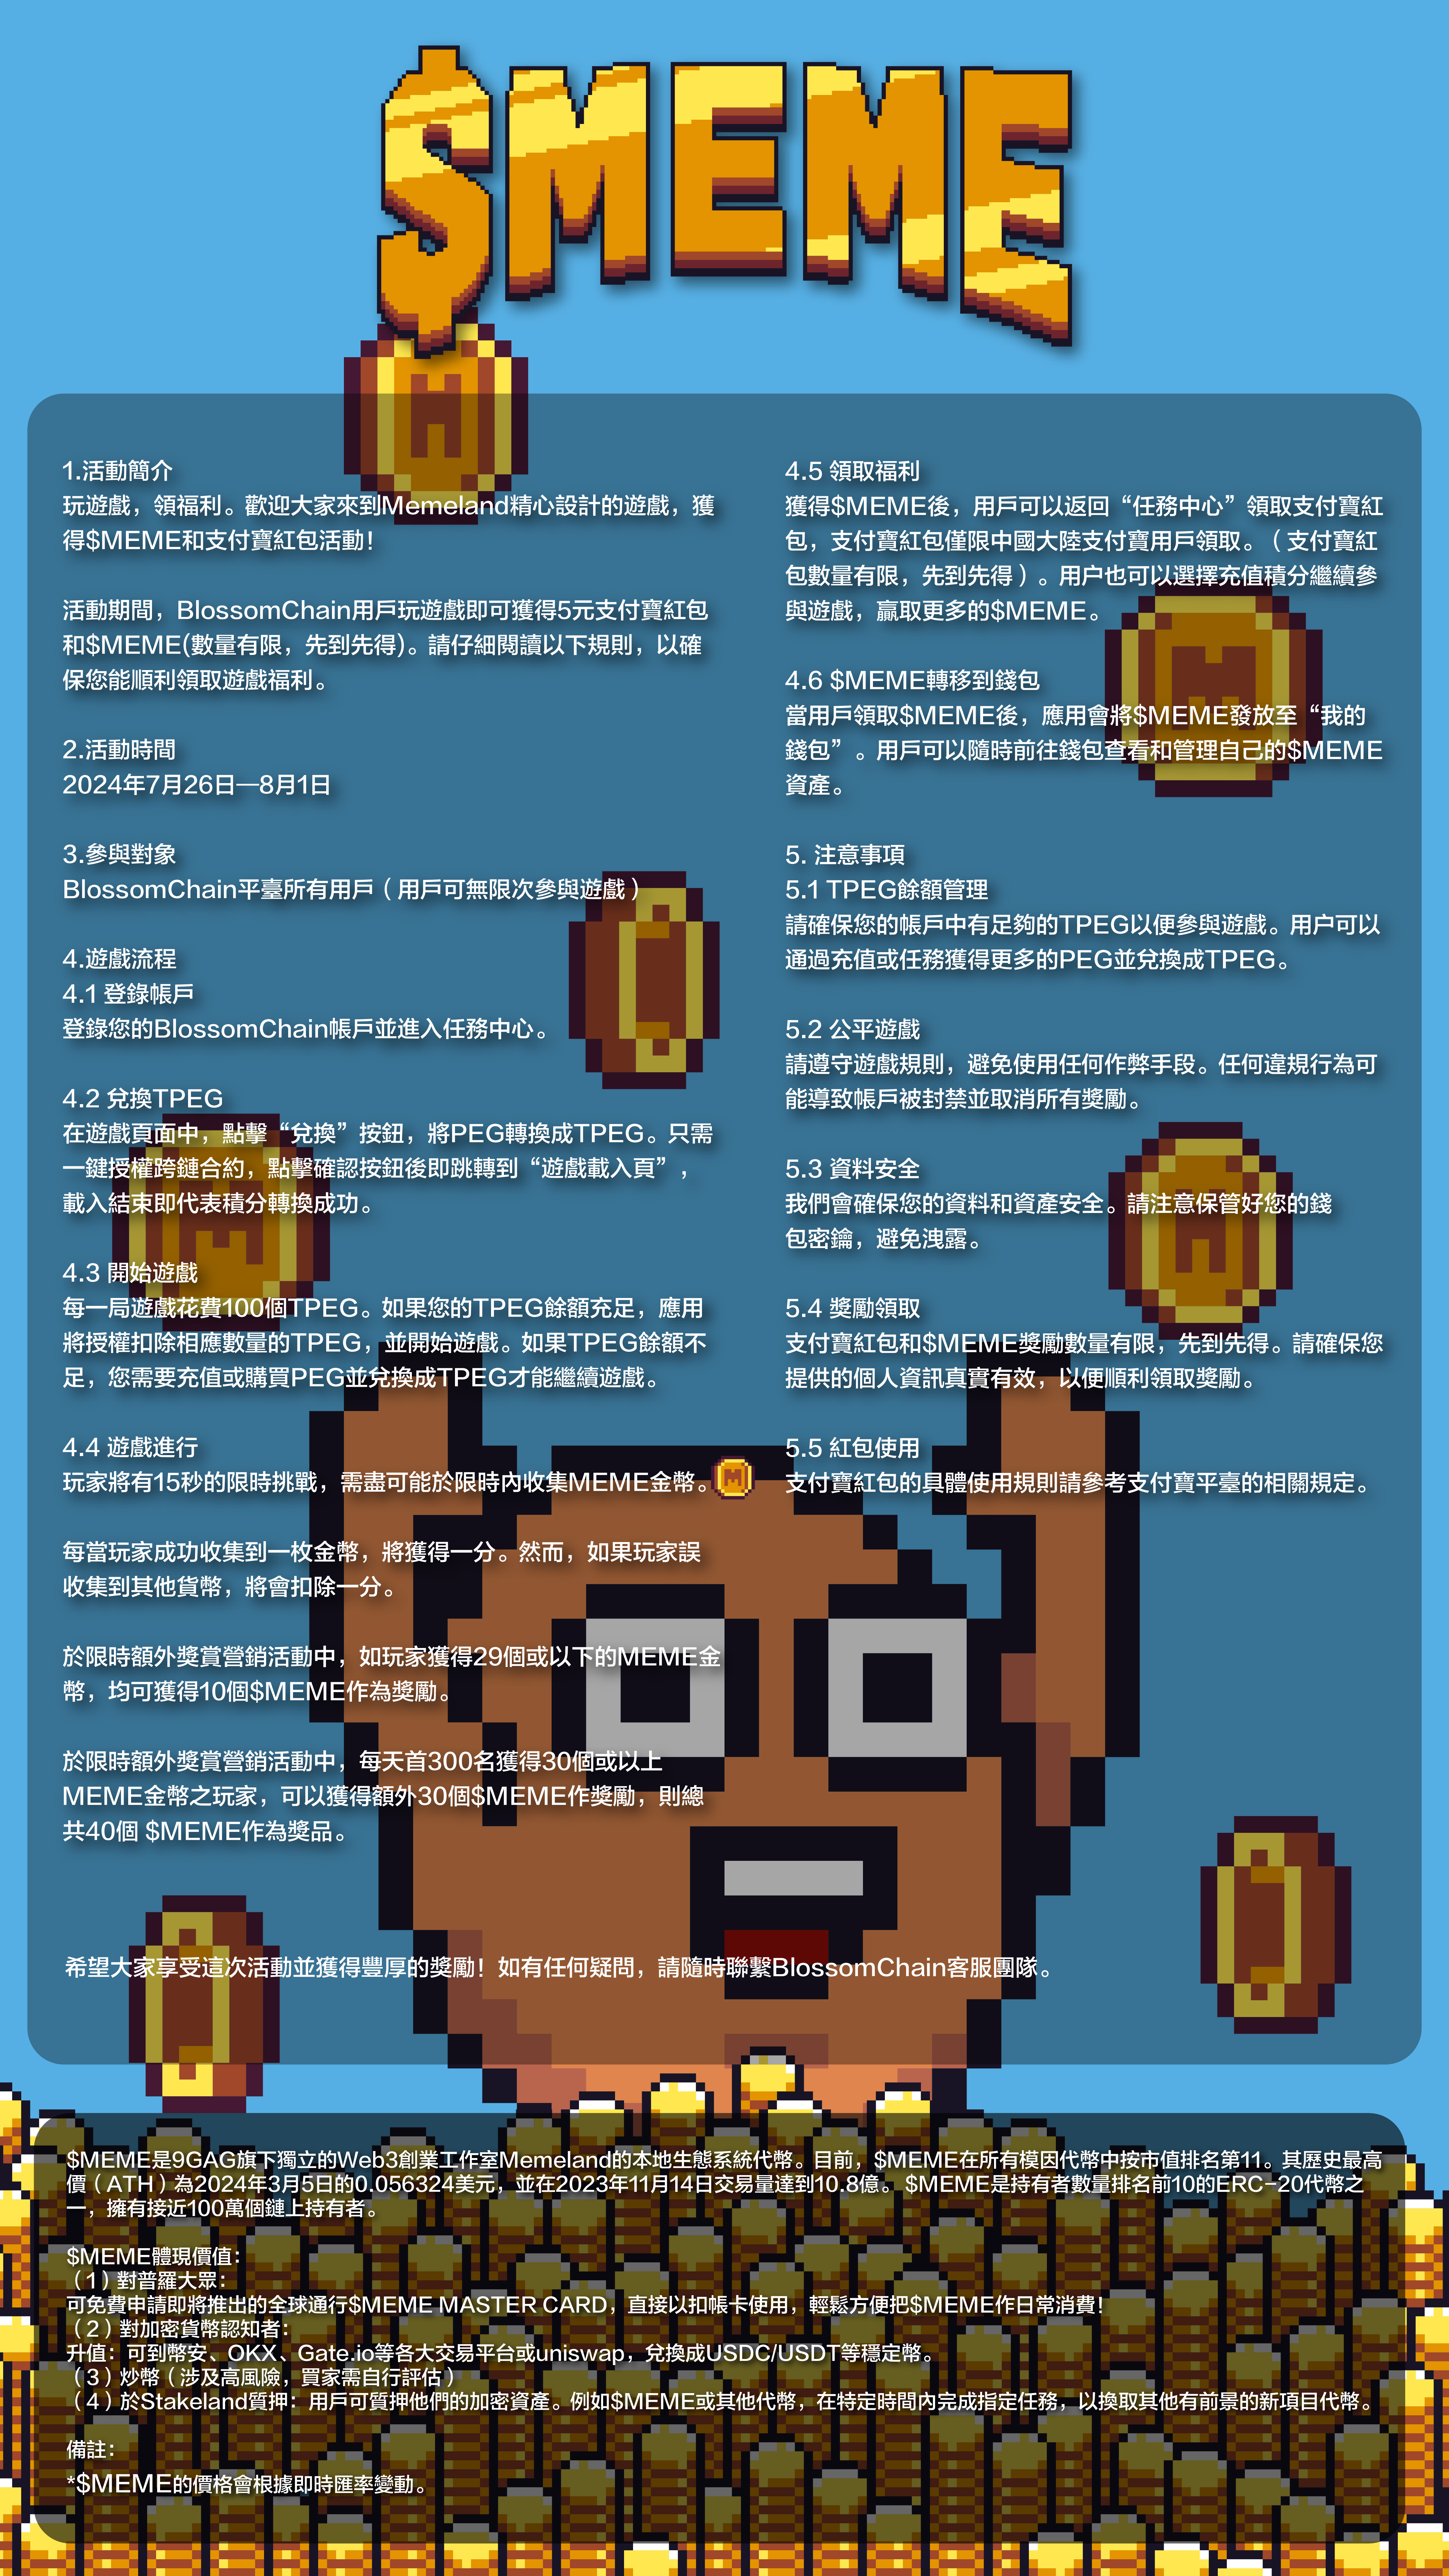 $MEME
1.活動簡介
玩遊戲，領福利。歡迎大家來到Memeland精心設計的遊戲，獲
得$MEME和支付寶紅包活動！
活動期間，BlossomChain用戶玩遊戲即可獲得5元支付寶紅包
和$MEME(數量有限，先到先得)。請仔細閱讀以下規則，以確
保您能順利領取遊戲福利。
2.活動時間
2024年7月26日—8月1日
3.參與對象
BlossomChain平臺所有用戶（用戶可無限次參與遊戲）
4.遊戲流程
4.1 登錄帳戶
登錄您的BlossomChain帳戶並進入任務中心。
4.2 兌換TPEG
在遊戲頁面中，點擊“兌換”按鈕，將PEG轉換成TPEG。只需
一鍵授權跨鏈合約，點擊確認按鈕後即跳轉到“遊戲載入頁”，
載入結束即代表積分轉換成功。
4.3 開始遊戲
每一局遊戲花費100個TPEG。如果您的TPEG餘額充足，應用
將授權扣除相應數量的TPEG，並開始遊戲。如果TPEG餘額不
足，您需要充值或購買PEG並兌換成TPEG才能繼續遊戲。
4.4 遊戲進行
玩家將有15秒的限時挑戰，需盡可能於限時內收集MEME金幣。
每當玩家成功收集到一枚金幣，將獲得一分。然而，如果玩家誤
收集到其他貨幣，將會扣除一分。
於限時額外獎賞營銷活動中，如玩家獲得29個或以下的MEME金
幣，均可獲得10個$MEME作為獎勵。
於限時額外獎賞營銷活動中，每天首300名獲得30個或以上
MEME金幣之玩家，可以獲得額外30個$MEME作獎勵，則總
共40個 $MEME作為獎品。
4.5 領取福利
獲得$MEME後，用戶可以返回“任務中心”領取支付寶紅
包，支付寶紅包僅限中國大陸支付寶用戶領取。（支付寶紅
包數量有限，先到先得）。用户也可以選擇充值積分繼續參
與遊戲，贏取更多的$MEME。
4.6 $MEME轉移到錢包
當用戶領取$MEME後，應用會將$MEME發放至“我的
錢包”。用戶可以隨時前往錢包查看和管理自己的$MEME
資產。
5. 注意事項
5.1 TPEG餘額管理
請確保您的帳戶中有足夠的TPEG以便參與遊戲。用户可以
通過充值或任務獲得更多的PEG並兌換成TPEG。
5.2 公平遊戲
請遵守遊戲規則，避免使用任何作弊手段。任何違規行為可
能導致帳戶被封禁並取消所有獎勵。
5.3 資料安全
我們會確保您的資料和資產安全。請注意保管好您的錢
包密鑰，避免洩露。
5.4 獎勵領取
支付寶紅包和$MEME獎勵數量有限，先到先得。請確保您
提供的個人資訊真實有效，以便順利領取獎勵。
5.5 紅包使用
支付寶紅包的具體使用規則請參考支付寶平臺的相關規定。
希望大家享受這次活動並獲得豐厚的獎勵！如有任何疑問，請隨時聯繫BlossomChain客服團隊。
$MEME是9GAG旗下獨立的Web3創業工作室Memeland的本地生態系統代幣。目前，$MEME在所有模因代幣中按市值排名第11。其歷史最高
價（ATH）為2024年3月5日的0.056324美元，並在2023年11月14日交易量達到10.8億。$MEME是持有者數量排名前10的ERC-20代幣之
一，擁有接近100萬個鏈上持有者。
$MEME體現價值：
（1）對普羅大眾：
可免費申請即將推出的全球通行$MEME MASTER CARD，直接以扣帳卡使用，輕鬆方便把$MEME作日常消費！
（2）對加密貨幣認知者：
升值：可到幣安、OKX、Gate.io等各大交易平台或uniswap，兌換成USDC/USDT等穩定幣。
（3）炒幣（涉及高風險，買家需自行評估）
（4）於Stakeland質押：用戶可質押他們的加密資產。例如$MEME或其他代幣，在特定時間內完成指定任務，以換取其他有前景的新項目代幣。
備註：
*$MEME的價格會根據即時匯率變動。